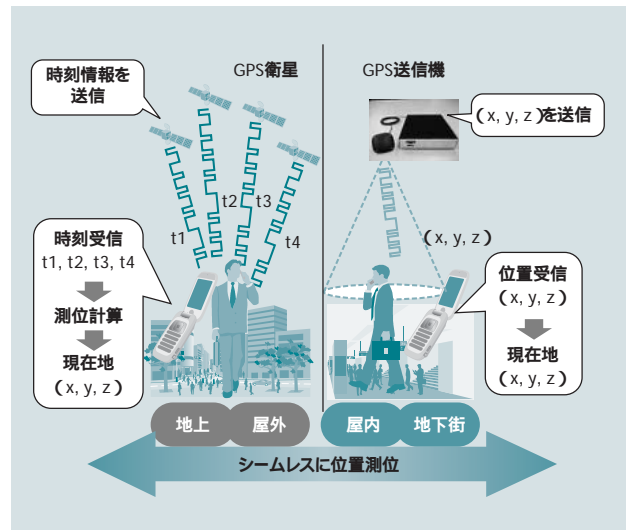 時刻情報を
送信
GPS衛星
t1
t2
t3
t4
時刻受信
t1, t2, t3, t4
測位計算
現在地
(x, y, z)
地上
屋外
GPS送信機
(x, y, z)を送信
(x, y, z)
位置受信
(x, y, z)
現在地
(x, y, z)
屋内
地下街
シームレスに位置測位